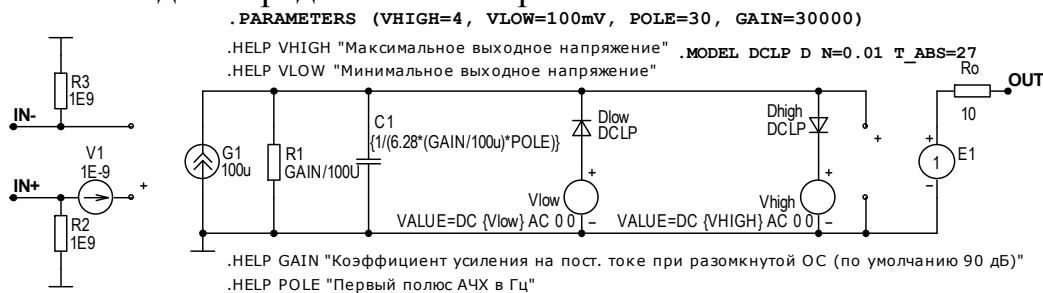 .PARAMETERS (VHIGH=4, VLOW=100mV, POLE=30, GAIN=30000)
.HELP VHIGH "Максимальное выходное напряжение"
.MODEL DCLP D N=0.01 T_ABS=27
.HELP VLOW "Минимальное выходное напряжение"
R3
1E9
IN-
V1
1E-9
IN+
+
R2
1E9
G1
100u
R1
GAIN/100U
C1
{1/(6.28*(GAIN/100u)*POLE)}
Dlow
DCLP
+
Vlow
−
VALUE=DC {Vlow} AC 0 0
Dhigh
DCLP
+
Vhigh
−
VALUE=DC {VHIGH} AC 0 0
+
−
+
1
E1
−
Ro
10
OUT
.HELP GAIN "Коэффициент усиления на пост. токе при разомкнутой ОС (по умолчанию 90 дБ)"
.HELP POLE "Первый полюс АЧХ в Гц"